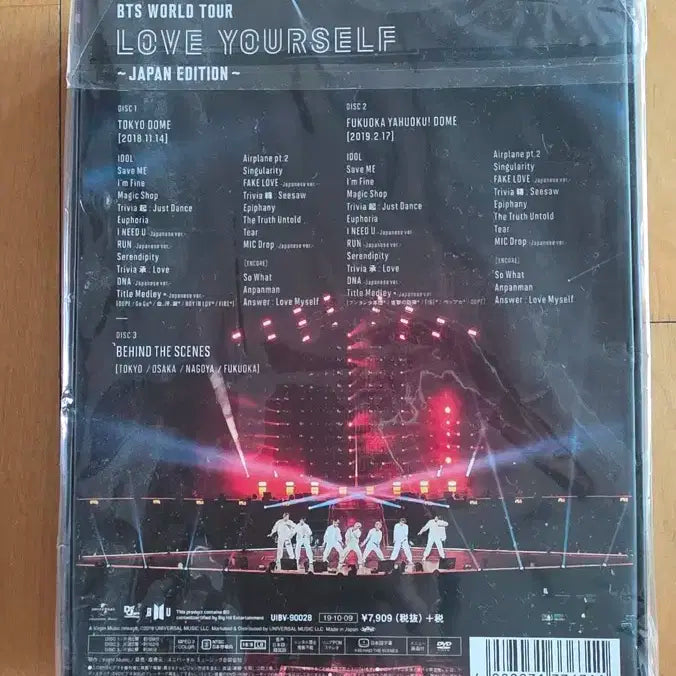 BTS WORLD TOUR
LOVE YOURSELF
~JAPAN EDITION~
DISC 1
TOKYO DOME
[2018.11.14]
IDOL
Save ME
I'm Fine
Magic Shop
Trivia 起 : Just Dance
Euphoria
I NEED U -Japanese ver.-
RUN -Japanese ver.-
Serendipity
Trivia 承 : Love
DNA -Japanese ver.-
Title Medley * -Japanese ver.-
Airplane pt.2
Singularity
FAKE LOVE -Japanese ver.-
Trivia 轉 : Seesaw
Epiphany
The Truth Untold
Tear
MIC Drop -Japanese ver.-
[ENCORE]
So What
Anpanman
Answer : Love Myself
DISC 2
FUKUOKA YAHUOKU! DOME
[2019.2.17]
IDOL
Save ME
I'm Fine
Magic Shop
Trivia 起 : Just Dance
Euphoria
I NEED U -Japanese ver.-
RUN -Japanese ver.-
Serendipity
Trivia 承 : Love
DNA -Japanese ver.-
Title Medley * -Japanese ver.-
Airplane pt.2
Singularity
FAKE LOVE -Japanese ver.-
Trivia 轉 : Seesaw
Epiphany
The Truth Untold
Tear
MIC Drop -Japanese ver.-
[ENCORE]
So What
Anpanman
Answer : Love Myself
DISC 3
BEHIND THE SCENES
[TOKYO / OSAKA / NAGOYA / FUKUOKA]
UIBV-90028
19·10·09
¥7,909 (税抜) +税
Made in Japan
DVD